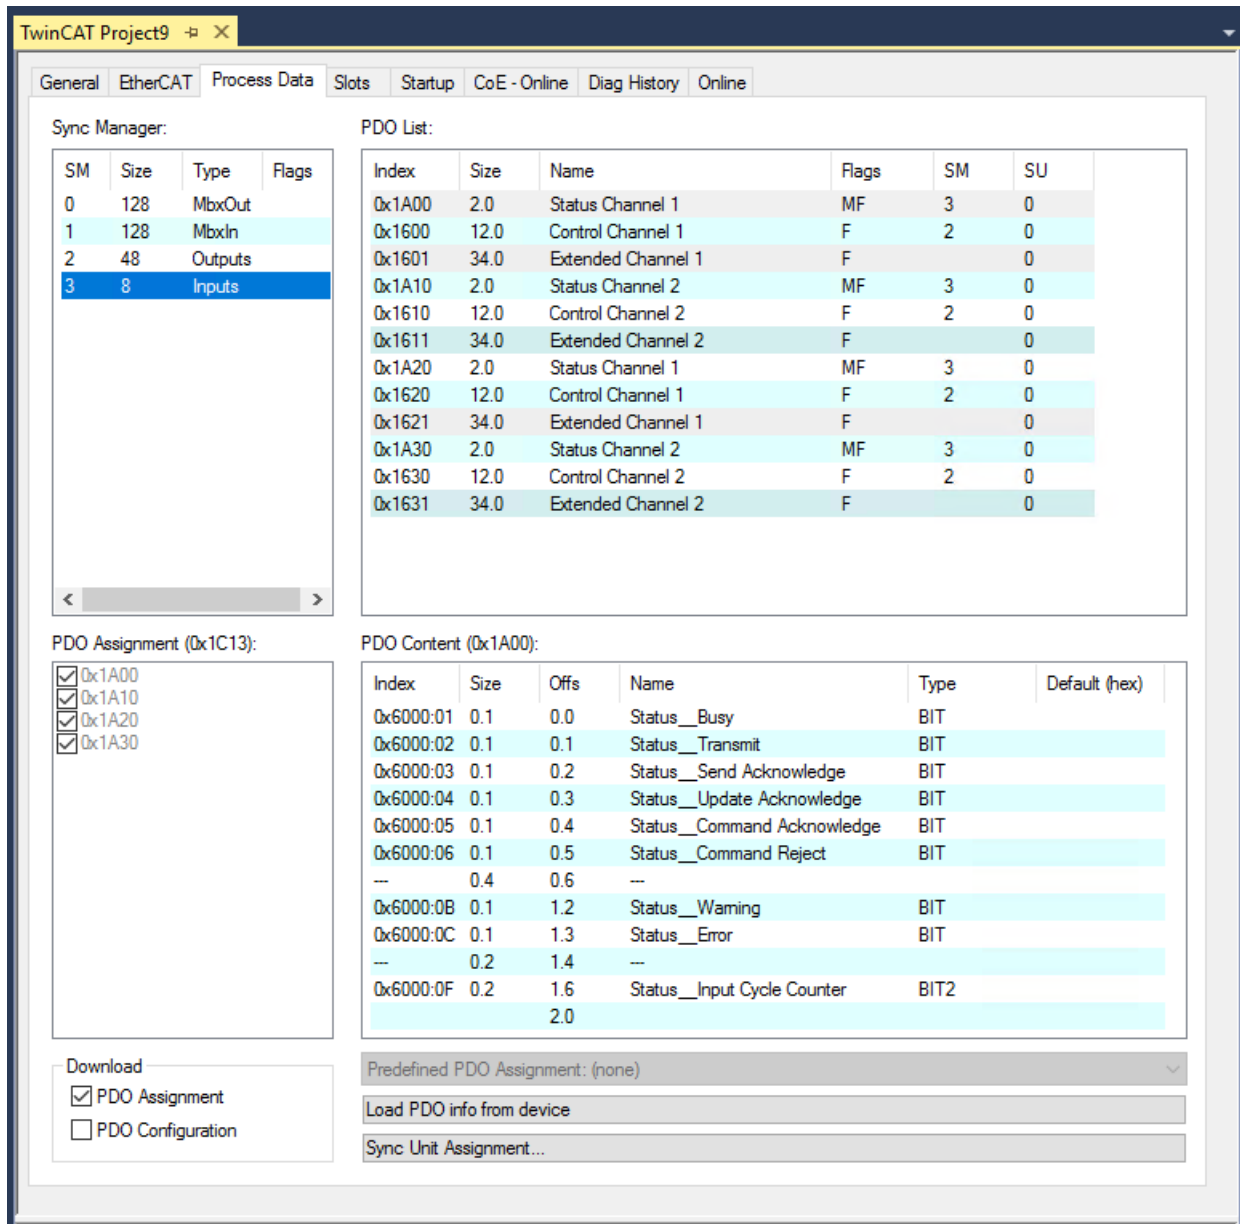 TwinCAT Project9
General EtherCAT Process Data Slots Startup CoE - Online Diag History Online
Sync Manager:
SM Size Type Flags
0 128 MbxOut
1 128 MbxIn
2 48 Outputs
3 8 Inputs
PDO List:
Index Size Name Flags SM SU
0x1A00 2.0 Status Channel 1 MF 3 0
0x1600 12.0 Control Channel 1 F 2 0
0x1601 34.0 Extended Channel 1 F 0
0x1A10 2.0 Status Channel 2 MF 3 0
0x1610 12.0 Control Channel 2 F 2 0
0x1611 34.0 Extended Channel 2 F 0
0x1A20 2.0 Status Channel 1 MF 3 0
0x1620 12.0 Control Channel 1 F 2 0
0x1621 34.0 Extended Channel 1 F 0
0x1A30 2.0 Status Channel 2 MF 3 0
0x1630 12.0 Control Channel 2 F 2 0
0x1631 34.0 Extended Channel 2 F 0
PDO Assignment (0x1C13):
0x1A00
0x1A10
0x1A20
0x1A30
PDO Content (0x1A00):
Index Size Offs Name Type Default (hex)
0x6000:01 0.1 0.0 Status__Busy BIT
0x6000:02 0.1 0.1 Status__Transmit BIT
0x6000:03 0.1 0.2 Status__Send Acknowledge BIT
0x6000:04 0.1 0.3 Status__Update Acknowledge BIT
0x6000:05 0.1 0.4 Status__Command Acknowledge BIT
0x6000:06 0.1 0.5 Status__Command Reject BIT
--- 0.4 0.6 ---
0x6000:0B 0.1 1.2 Status__Warning BIT
0x6000:0C 0.1 1.3 Status__Error BIT
--- 0.2 1.4 ---
0x6000:0F 0.2 1.6 Status__Input Cycle Counter BIT2
2.0
Download
PDO Assignment
PDO Configuration
Predefined PDO Assignment: (none)
Load PDO info from device
Sync Unit Assignment...